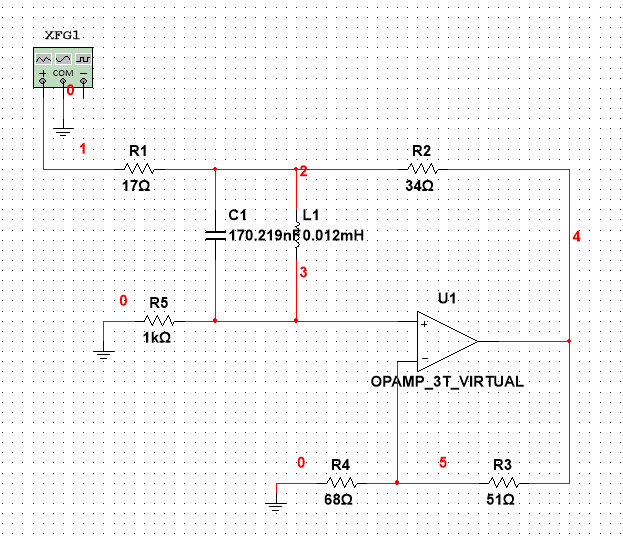 XFG1
+ COM −
0
1
R1
17Ω
2
R2
34Ω
C1
170.219nF
L1
0.012mH
4
3
0
R5
1kΩ
U1
+
−
OPAMP_3T_VIRTUAL
0
R4
68Ω
5
R3
51Ω